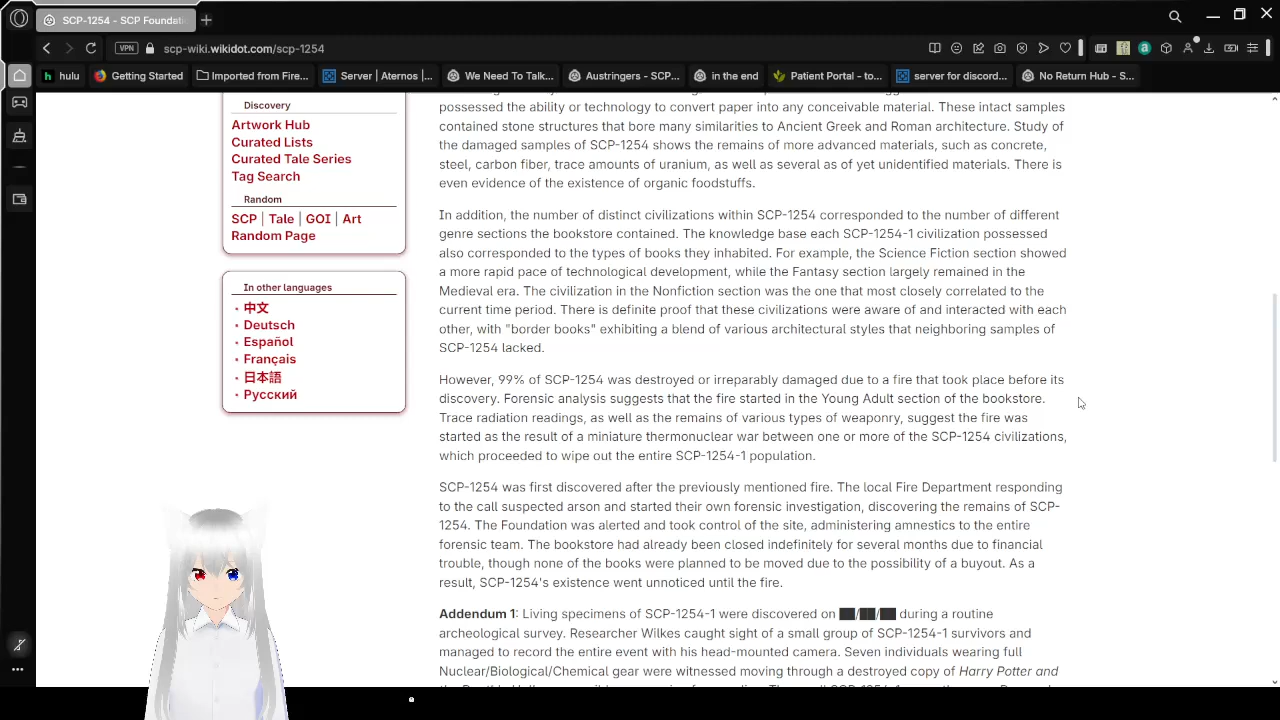 SCP-1254 - SCP Foundat
VPN
scp-wiki.wikidot.com/scp-1254
hulu
Getting Started
Imported from Fire...
Server | Aternos |...
We Need To Talk...
Austringers - SCP...
in the end
Patient Portal - to...
server for discord...
No Return Hub - S...
Discovery
Artwork Hub
Curated Lists
Curated Tale Series
Tag Search
Random
SCP | Tale | GOI | Art
Random Page
In other languages
中文
Deutsch
Español
Français
日本語
Русский
possessed the ability or technology to convert paper into any conceivable material. These intact samples
contained stone structures that bore many similarities to Ancient Greek and Roman architecture. Study of
the damaged samples of SCP-1254 shows the remains of more advanced materials, such as concrete,
steel, carbon fiber, trace amounts of uranium, as well as several as of yet unidentified materials. There is
even evidence of the existence of organic foodstuffs.
In addition, the number of distinct civilizations within SCP-1254 corresponded to the number of different
genre sections the bookstore contained. The knowledge base each SCP-1254-1 civilization possessed
also corresponded to the types of books they inhabited. For example, the Science Fiction section showed
a more rapid pace of technological development, while the Fantasy section largely remained in the
Medieval era. The civilization in the Nonfiction section was the one that most closely correlated to the
current time period. There is definite proof that these civilizations were aware of and interacted with each
other, with "border books" exhibiting a blend of various architectural styles that neighboring samples of
SCP-1254 lacked.
However, 99% of SCP-1254 was destroyed or irreparably damaged due to a fire that took place before its
discovery. Forensic analysis suggests that the fire started in the Young Adult section of the bookstore.
Trace radiation readings, as well as the remains of various types of weaponry, suggest the fire was
started as the result of a miniature thermonuclear war between one or more of the SCP-1254 civilizations,
which proceeded to wipe out the entire SCP-1254-1 population.
SCP-1254 was first discovered after the previously mentioned fire. The local Fire Department responding
to the call suspected arson and started their own forensic investigation, discovering the remains of SCP-
1254. The Foundation was alerted and took control of the site, administering amnestics to the entire
forensic team. The bookstore had already been closed indefinitely for several months due to financial
trouble, though none of the books were planned to be moved due to the possibility of a buyout. As a
result, SCP-1254's existence went unnoticed until the fire.
Addendum 1: Living specimens of SCP-1254-1 were discovered on ██/██/██ during a routine
archeological survey. Researcher Wilkes caught sight of a small group of SCP-1254-1 survivors and
managed to record the entire event with his head-mounted camera. Seven individuals wearing full
Nuclear/Biological/Chemical gear were witnessed moving through a destroyed copy of Harry Potter and